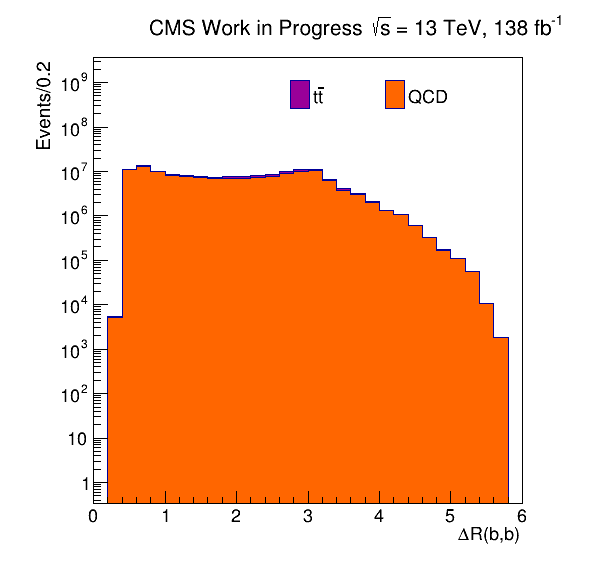 CMS Work in Progress √s = 13 TeV, 138 fb⁻¹
Events/0.2
tt̄
QCD
10⁹
10⁸
10⁷
10⁶
10⁵
10⁴
10³
10²
10
1
0 1 2 3 4 5 6
ΔR(b,b)